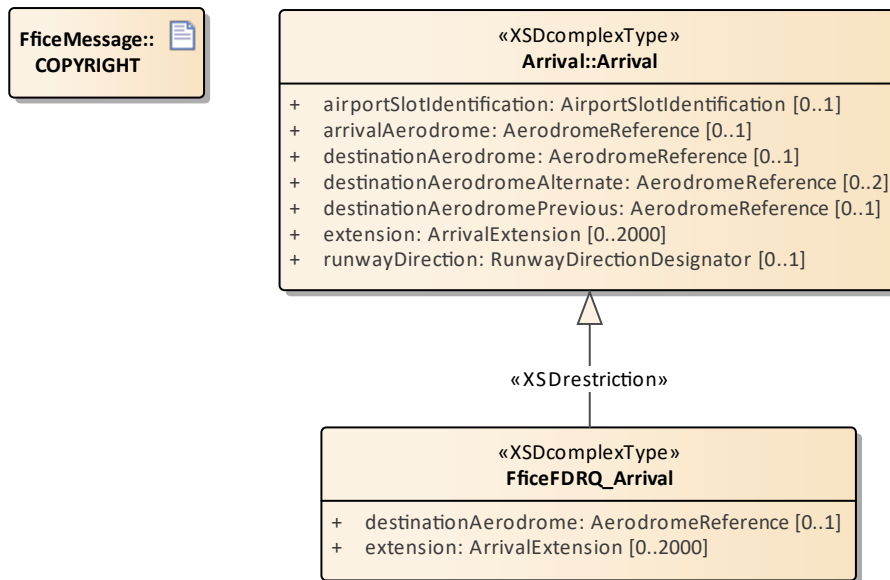 FficeMessage::
COPYRIGHT
«XSDcomplexType»
Arrival::Arrival
+ airportSlotIdentification: AirportSlotIdentification [0..1]
+ arrivalAerodrome: AerodromeReference [0..1]
+ destinationAerodrome: AerodromeReference [0..1]
+ destinationAerodromeAlternate: AerodromeReference [0..2]
+ destinationAerodromePrevious: AerodromeReference [0..1]
+ extension: ArrivalExtension [0..2000]
+ runwayDirection: RunwayDirectionDesignator [0..1]
«XSDrestriction»
«XSDcomplexType»
FficeFDRQ_Arrival
+ destinationAerodrome: AerodromeReference [0..1]
+ extension: ArrivalExtension [0..2000]